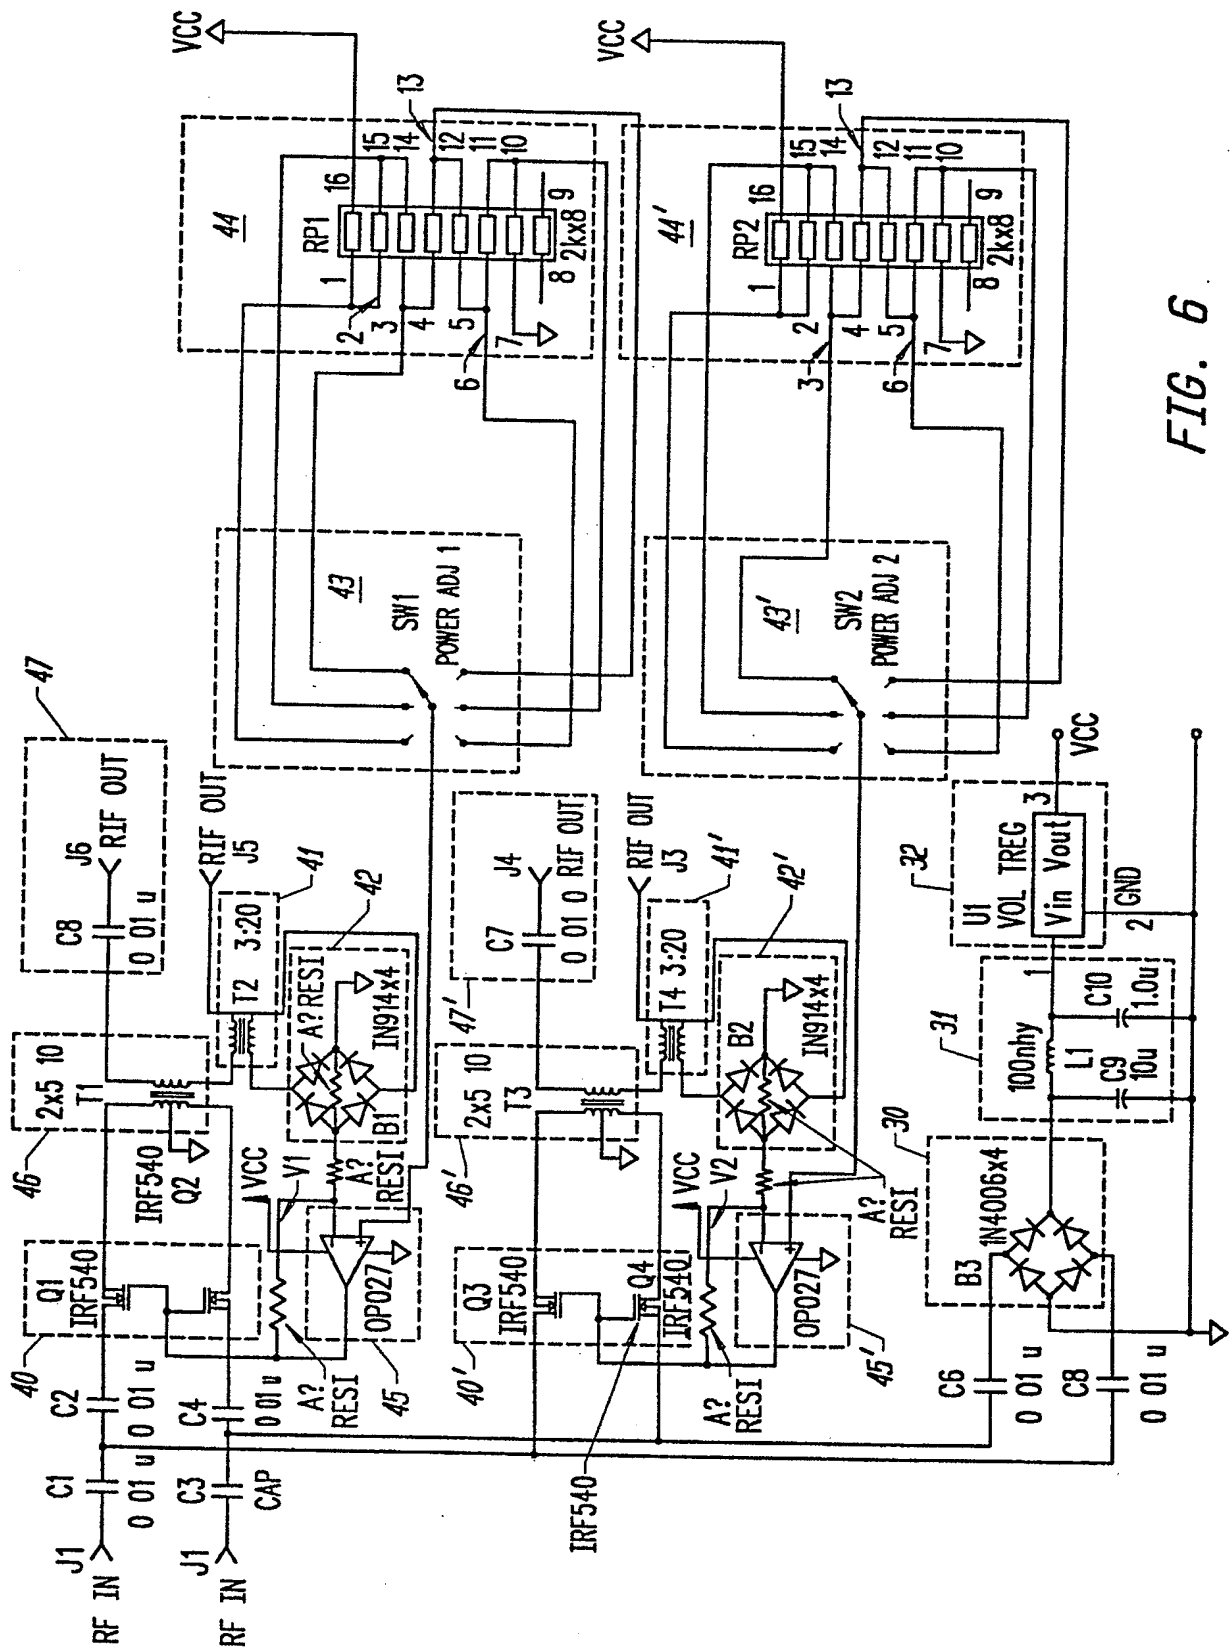 J1
RF IN
C1
0 01 u
C2
0 01 u
J1
RF IN
C3
CAP
C4
0 01 u
40
Q1
IRF540
IRF540
Q2
46
2x5 10
T1
47
C8
0 01 u
J6
RIF OUT
RIF OUT
J5
41
T2 3:20
42
A? RESI
IN914x4
B1
A?
RESI
VCC
V1
OP027
45
A?
RESI
43
SW1
POWER ADJ 1
44
RP1
1
2
3
4
5
6
7
8
16
15
14
13
12
11
10
9
2kx8
VCC
40'
Q3
IRF540
Q4
IRF540
IRF540
46'
2x5 10
T3
47'
C7
0 01 0
J4
RIF OUT
RIF OUT
J3
41'
T4 3:20
42'
B2
IN914x4
A?
RESI
VCC
V2
OP027
45'
A?
RESI
43'
SW2
POWER ADJ 2
44'
RP2
1
2
3
4
5
6
7
8
16
15
14
13
12
11
10
9
2kx8
VCC
C6
0 01 u
C8
0 01 u
30
B3
1N4006x4
31
100nhy
L1
C9
10u
C10
1.0u
1
32
U1
VOL TREG
Vin Vout
3
2
GND
VCC
FIG. 6